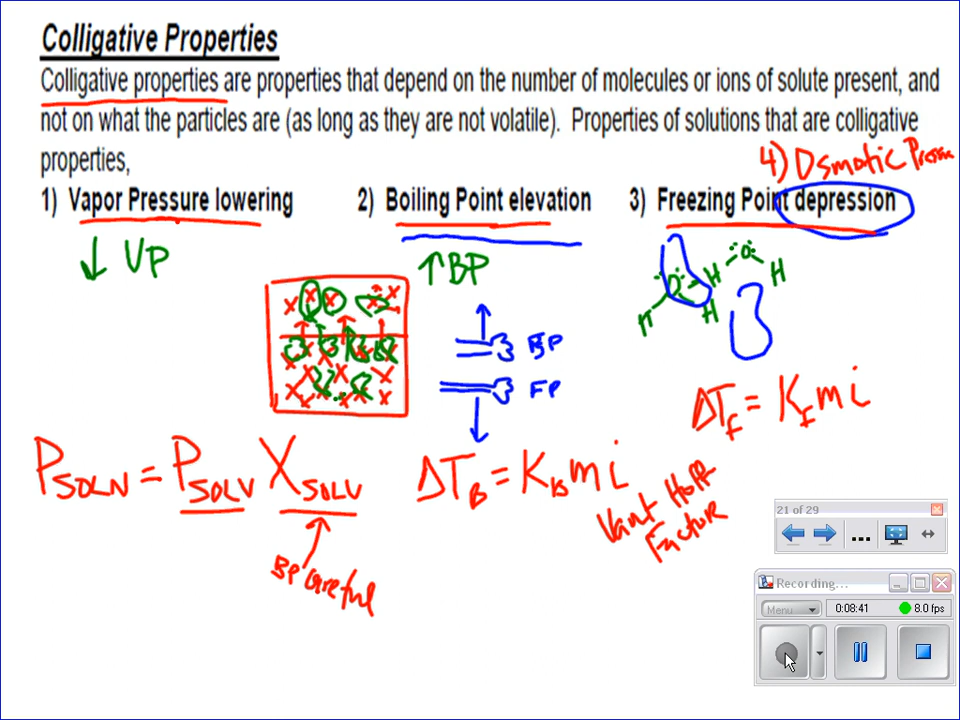 Colligative Properties
Colligative properties are properties that depend on the number of molecules or ions of solute present, and
not on what the particles are (as long as they are not volatile). Properties of solutions that are colligative
properties,
4) Osmotic Pressure
1) Vapor Pressure lowering 2) Boiling Point elevation 3) Freezing Point depression
↓ VP
↑ BP
O
H
O
H
H
H
X X X X X
BP
FP
ΔT_F = K_F m i
P_SOLN = P_SOLV X_SOLV
ΔT_B = K_B m i
Vant Hoff
Factor
Be Careful
21 of 29
...
Recording...
Menu
0:08:41
8.0 fps